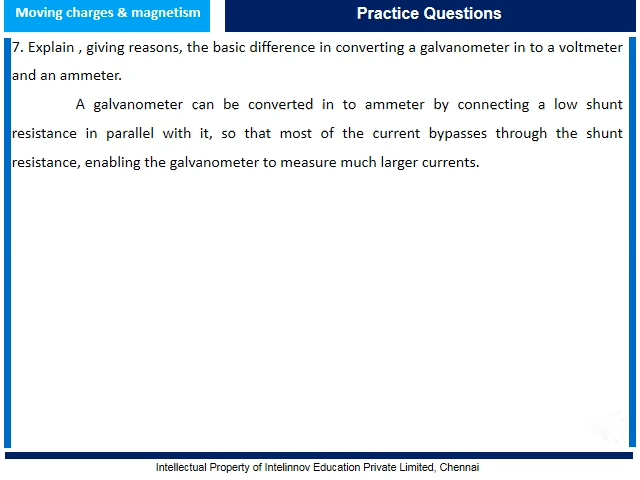 Moving charges & magnetism
Practice Questions
7. Explain , giving reasons, the basic difference in converting a galvanometer in to a voltmeter
and an ammeter.
A galvanometer can be converted in to ammeter by connecting a low shunt
resistance in parallel with it, so that most of the current bypasses through the shunt
resistance, enabling the galvanometer to measure much larger currents.
Intellectual Property of Intelinnov Education Private Limited, Chennai